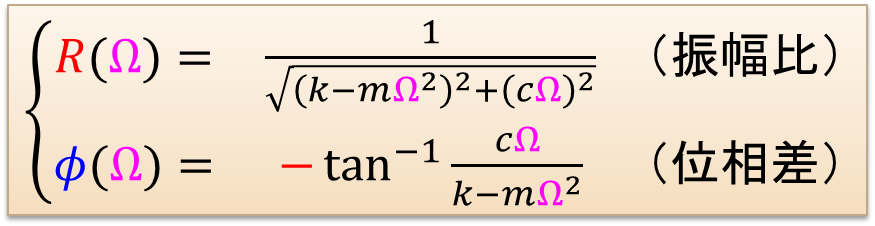 R(Ω) = 1/√((k−mΩ²)²+(cΩ)²) （振幅比）
ϕ(Ω) = −tan⁻¹ cΩ/(k−mΩ²) （位相差）